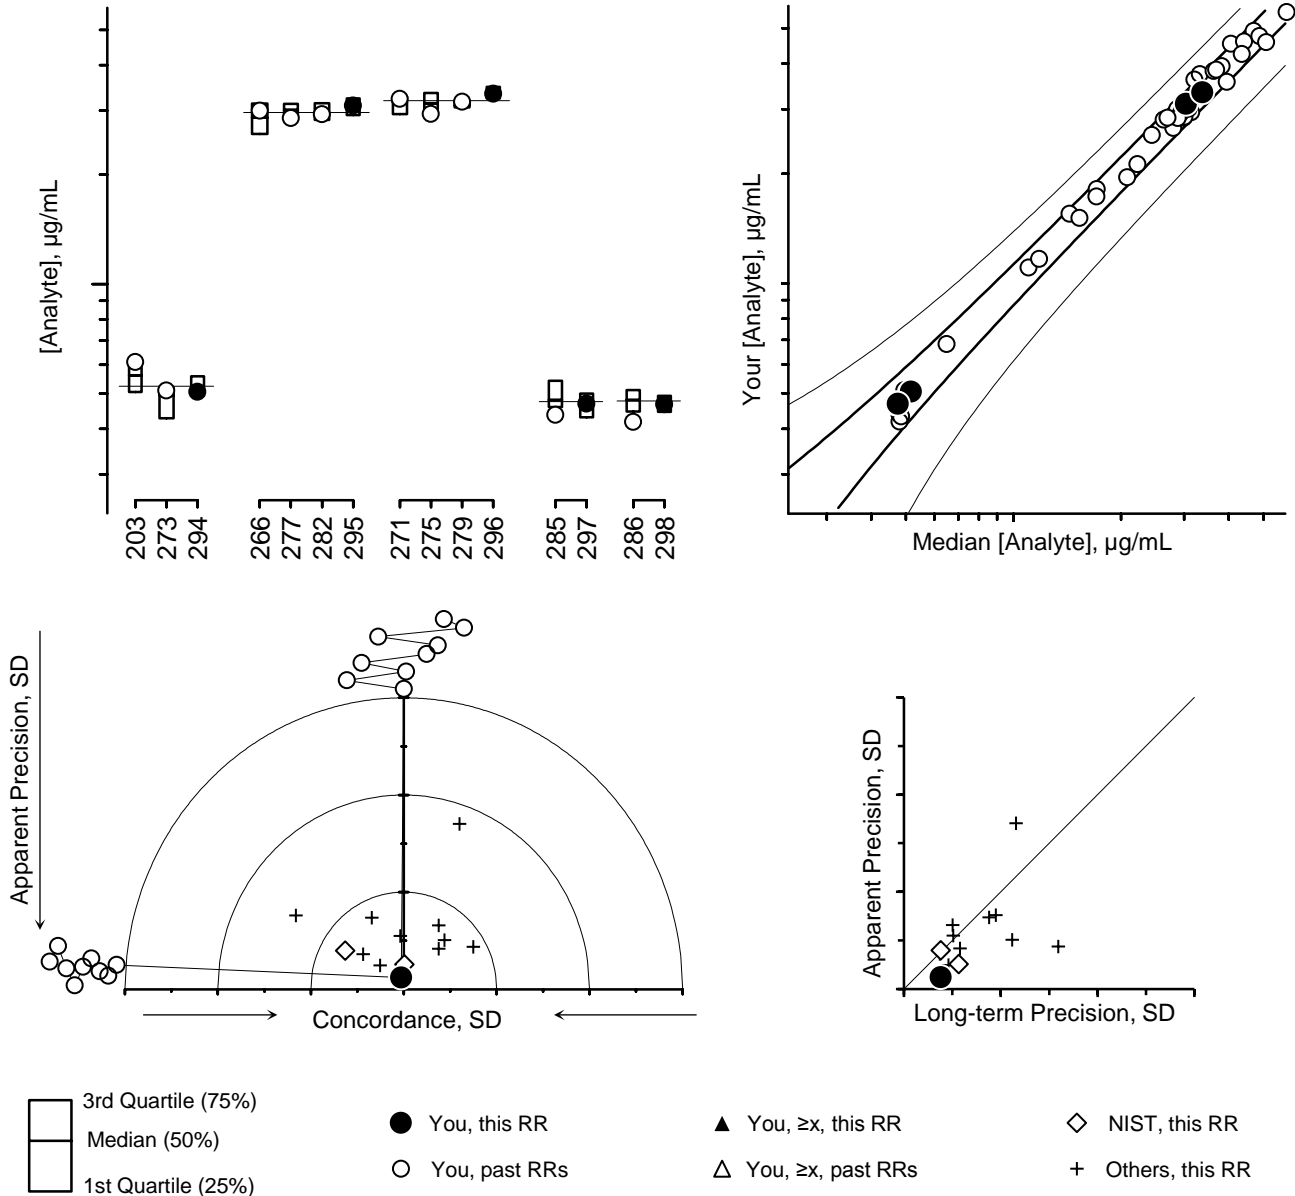 [Analyte], µg/mL
203
273
294
266
277
282
295
271
275
279
296
285
297
286
298
Your [Analyte], µg/mL
Median [Analyte], µg/mL
Apparent Precision, SD
Concordance, SD
Apparent Precision, SD
Long-term Precision, SD
3rd Quartile (75%)
Median (50%)
1st Quartile (25%)
You, this RR
You, past RRs
You, ≥x, this RR
You, ≥x, past RRs
NIST, this RR
Others, this RR